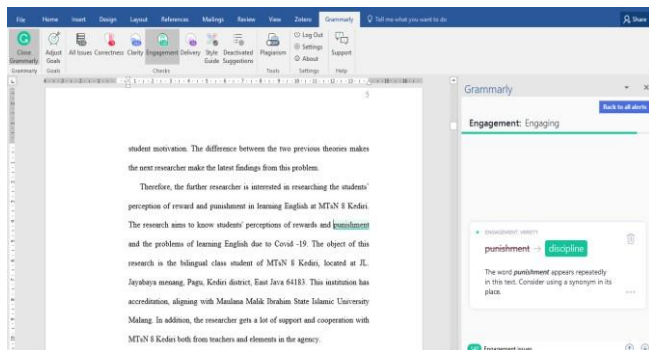 File Home Insert Design Layout References Mailings Review View Zotero Grammarly Tell me what you want to do Share
Close Grammarly Adjust Goals All Issues Correctness Clarity Engagement Delivery Style Guide Deactivated Suggestions Plagiarism Log Out Settings About Support
Grammarly Goals Checks Tools Settings Help
5
student motivation. The difference between the two previous theories makes
the next researcher make the latest findings from this problem.
Therefore, the further researcher is interested in researching the students'
perception of reward and punishment in learning English at MTsN 8 Kediri.
The research aims to know students' perceptions of rewards and punishment
and the problems of learning English due to Covid -19. The object of this
research is the bilingual class student of MTsN 8 Kediri, located at JL.
Jayabaya menang, Pagu, Kediri district, East Java 64183. This institution has
accreditation, aligning with Maulana Malik Ibrahim State Islamic University
Malang. In addition, the researcher gets a lot of support and cooperation with
MTsN 8 Kediri both from teachers and elements in the agency.
Grammarly
Back to all alerts
Engagement: Engaging
ENGAGEMENT: VARIETY
punishment → discipline
The word punishment appears repeatedly
in this text. Consider using a synonym in its
place.
Engagement issues